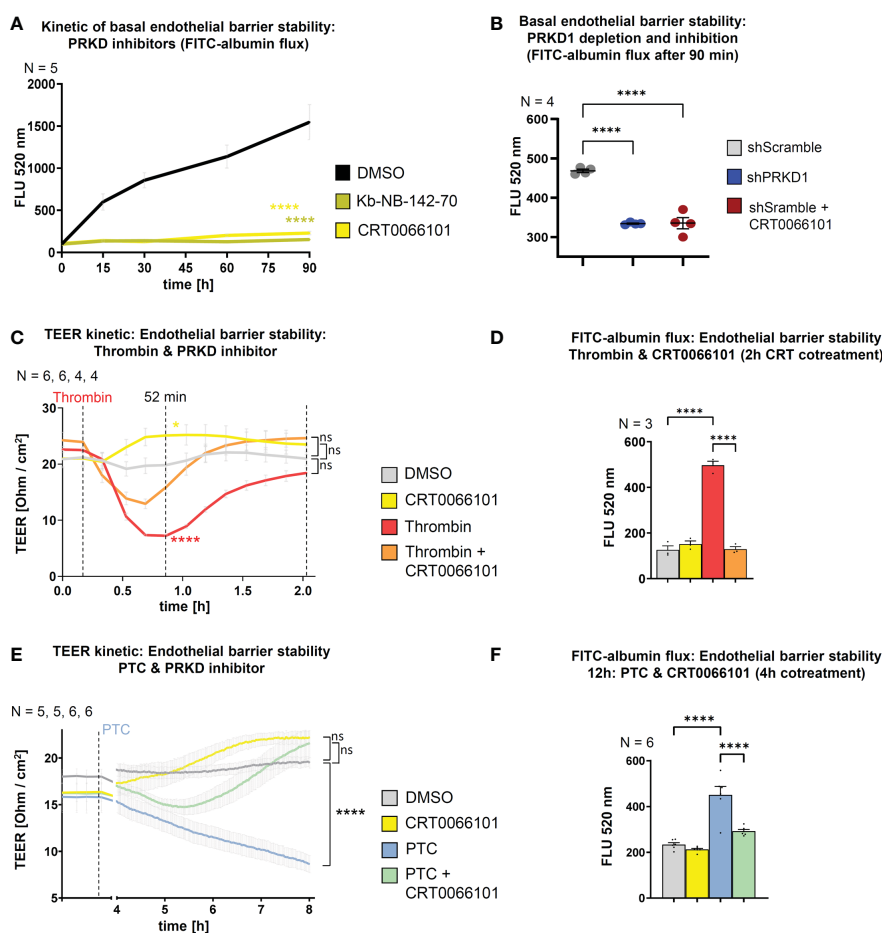 A
Kinetic of basal endothelial barrier stability:
PRKD inhibitors (FITC-albumin flux)
N = 5
FLU 520 nm
2000
1500
1000
500
0
0 15 30 45 60 75 90
time [h]
****
****
DMSO
Kb-NB-142-70
CRT0066101
B
Basal endothelial barrier stability:
PRKD1 depletion and inhibition
(FITC-albumin flux after 90 min)
N = 4
FLU 520 nm
600
500
400
300
****
****
shScramble
shPRKD1
shSramble +
CRT0066101
C
TEER kinetic: Endothelial barrier stability:
Thrombin & PRKD inhibitor
N = 6, 6, 4, 4
Thrombin
52 min
TEER [Ohm / cm²]
30
20
10
0
0.0 0.5 1.0 1.5 2.0
time [h]
*
****
ns
ns
ns
DMSO
CRT0066101
Thrombin
Thrombin +
CRT0066101
D
FITC-albumin flux: Endothelial barrier stability
Thrombin & CRT0066101 (2h CRT cotreatment)
N = 3
FLU 520 nm
600
400
200
0
****
****
E
TEER kinetic: Endothelial barrier stability
PTC & PRKD inhibitor
N = 5, 5, 6, 6
PTC
TEER [Ohm / cm²]
20
15
10
5
4 5 6 7 8
time [h]
ns
ns
****
DMSO
CRT0066101
PTC
PTC +
CRT0066101
F
FITC-albumin flux: Endothelial barrier stability
12h: PTC & CRT0066101 (4h cotreatment)
N = 6
FLU 520 nm
600
400
200
0
****
****